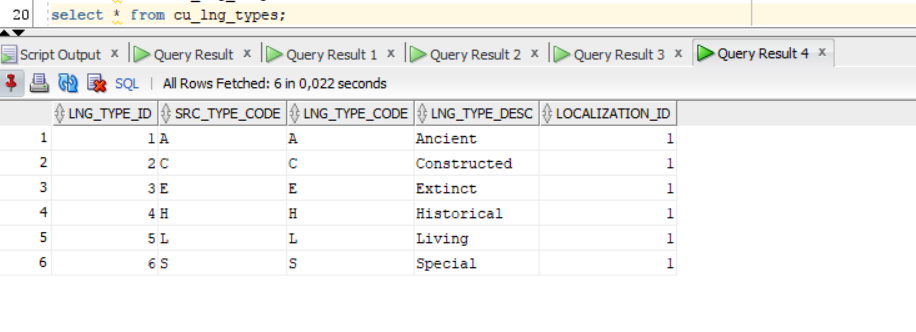 20 select * from cu_lng_types;
Script Output x Query Result x Query Result 1 x Query Result 2 x Query Result 3 x Query Result 4 x
SQL | All Rows Fetched: 6 in 0,022 seconds
LNG_TYPE_ID SRC_TYPE_CODE LNG_TYPE_CODE LNG_TYPE_DESC LOCALIZATION_ID
1 1 A A Ancient 1
2 2 C C Constructed 1
3 3 E E Extinct 1
4 4 H H Historical 1
5 5 L L Living 1
6 6 S S Special 1